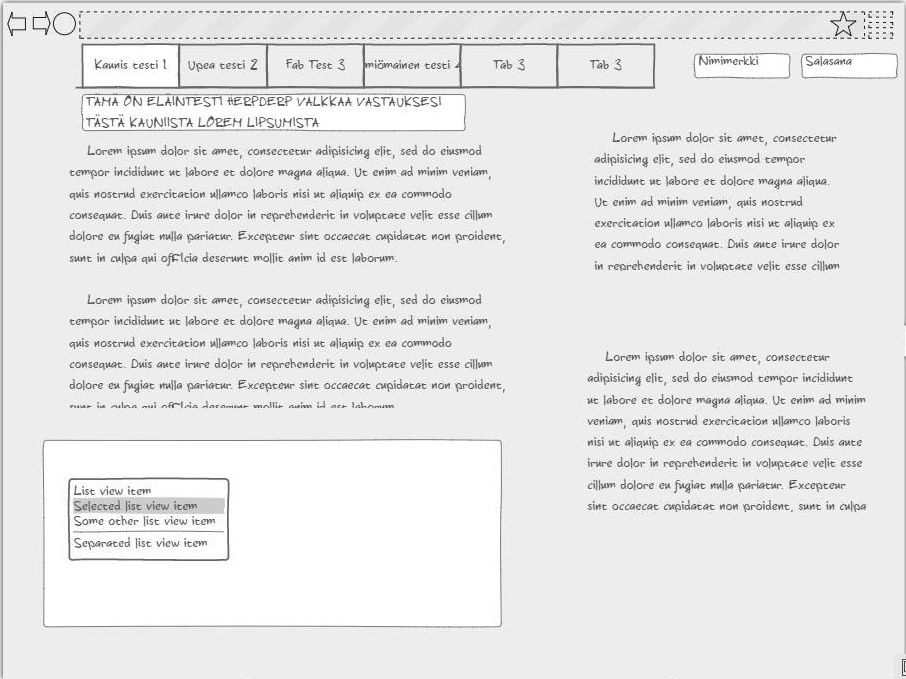 Kaunis testi 1
Upea testi 2
Fab Test 3
miömäinen testi
Tab 3
Tab 3
Nimimerkki
Salasana
TÄMÄ ON ELÄINTESTI HERPDERP VALKKAA VASTAUKSESI
TÄSTÄ KAUNIISTA LOREM LIPSUMISTA
Lorem ipsum dolor sit amet, consectetur adipisicing elit, sed do eiusmod
tempor incididunt ut labore et dolore magna aliqua. Ut enim ad minim veniam,
quis nostrud exercitation ullamco laboris nisi ut aliquip ex ea commodo
consequat. Duis aute irure dolor in reprehenderit in voluptate velit esse cillum
dolore eu fugiat nulla pariatur. Excepteur sint occaecat cupidatat non proident,
sunt in culpa qui officia deserunt mollit anim id est laborum.
Lorem ipsum dolor sit amet, consectetur adipisicing elit, sed do eiusmod
tempor incididunt ut labore et dolore magna aliqua. Ut enim ad minim veniam,
quis nostrud exercitation ullamco laboris nisi ut aliquip ex ea commodo
consequat. Duis aute irure dolor in reprehenderit in voluptate velit esse cillum
dolore eu fugiat nulla pariatur. Excepteur sint occaecat cupidatat non proident,
sunt in culpa qui officia deserunt mollit anim id est laborum.
Lorem ipsum dolor sit amet, consectetur
adipisicing elit, sed do eiusmod tempor
incididunt ut labore et dolore magna aliqua.
Ut enim ad minim veniam, quis nostrud
exercitation ullamco laboris nisi ut aliquip ex
ea commodo consequat. Duis aute irure dolor
in reprehenderit in voluptate velit esse cillum
Lorem ipsum dolor sit amet, consectetur
adipisicing elit, sed do eiusmod tempor incididunt
ut labore et dolore magna aliqua. Ut enim ad minim
veniam, quis nostrud exercitation ullamco laboris
nisi ut aliquip ex ea commodo consequat. Duis aute
irure dolor in reprehenderit in voluptate velit esse
cillum dolore eu fugiat nulla pariatur. Excepteur
sint occaecat cupidatat non proident, sunt in culpa
List view item
Selected list view item
Some other list view item
Separated list view item